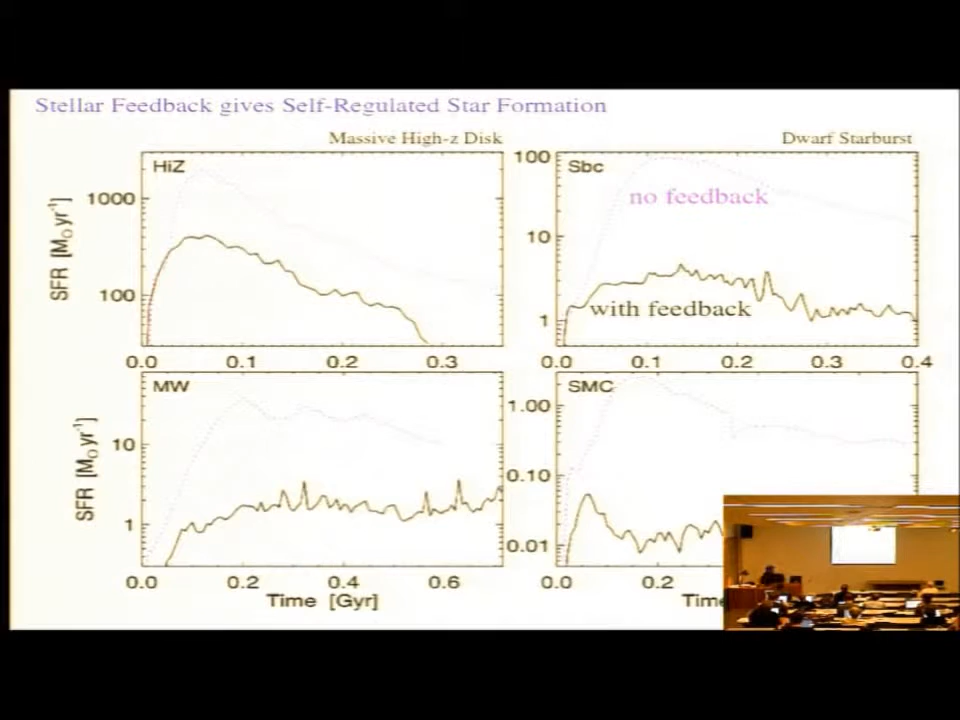 Stellar Feedback gives Self-Regulated Star Formation
Massive High-z Disk
Dwarf Starburst
HiZ
1000
100
SFR [M⊙ yr⁻¹]
0.0 0.1 0.2 0.3
Sbc
100
10
1
no feedback
with feedback
0.0 0.1 0.2 0.3 0.4
MW
10
1
SFR [M⊙ yr⁻¹]
0.0 0.2 0.4 0.6
Time [Gyr]
SMC
1.00
0.10
0.01
0.0 0.2